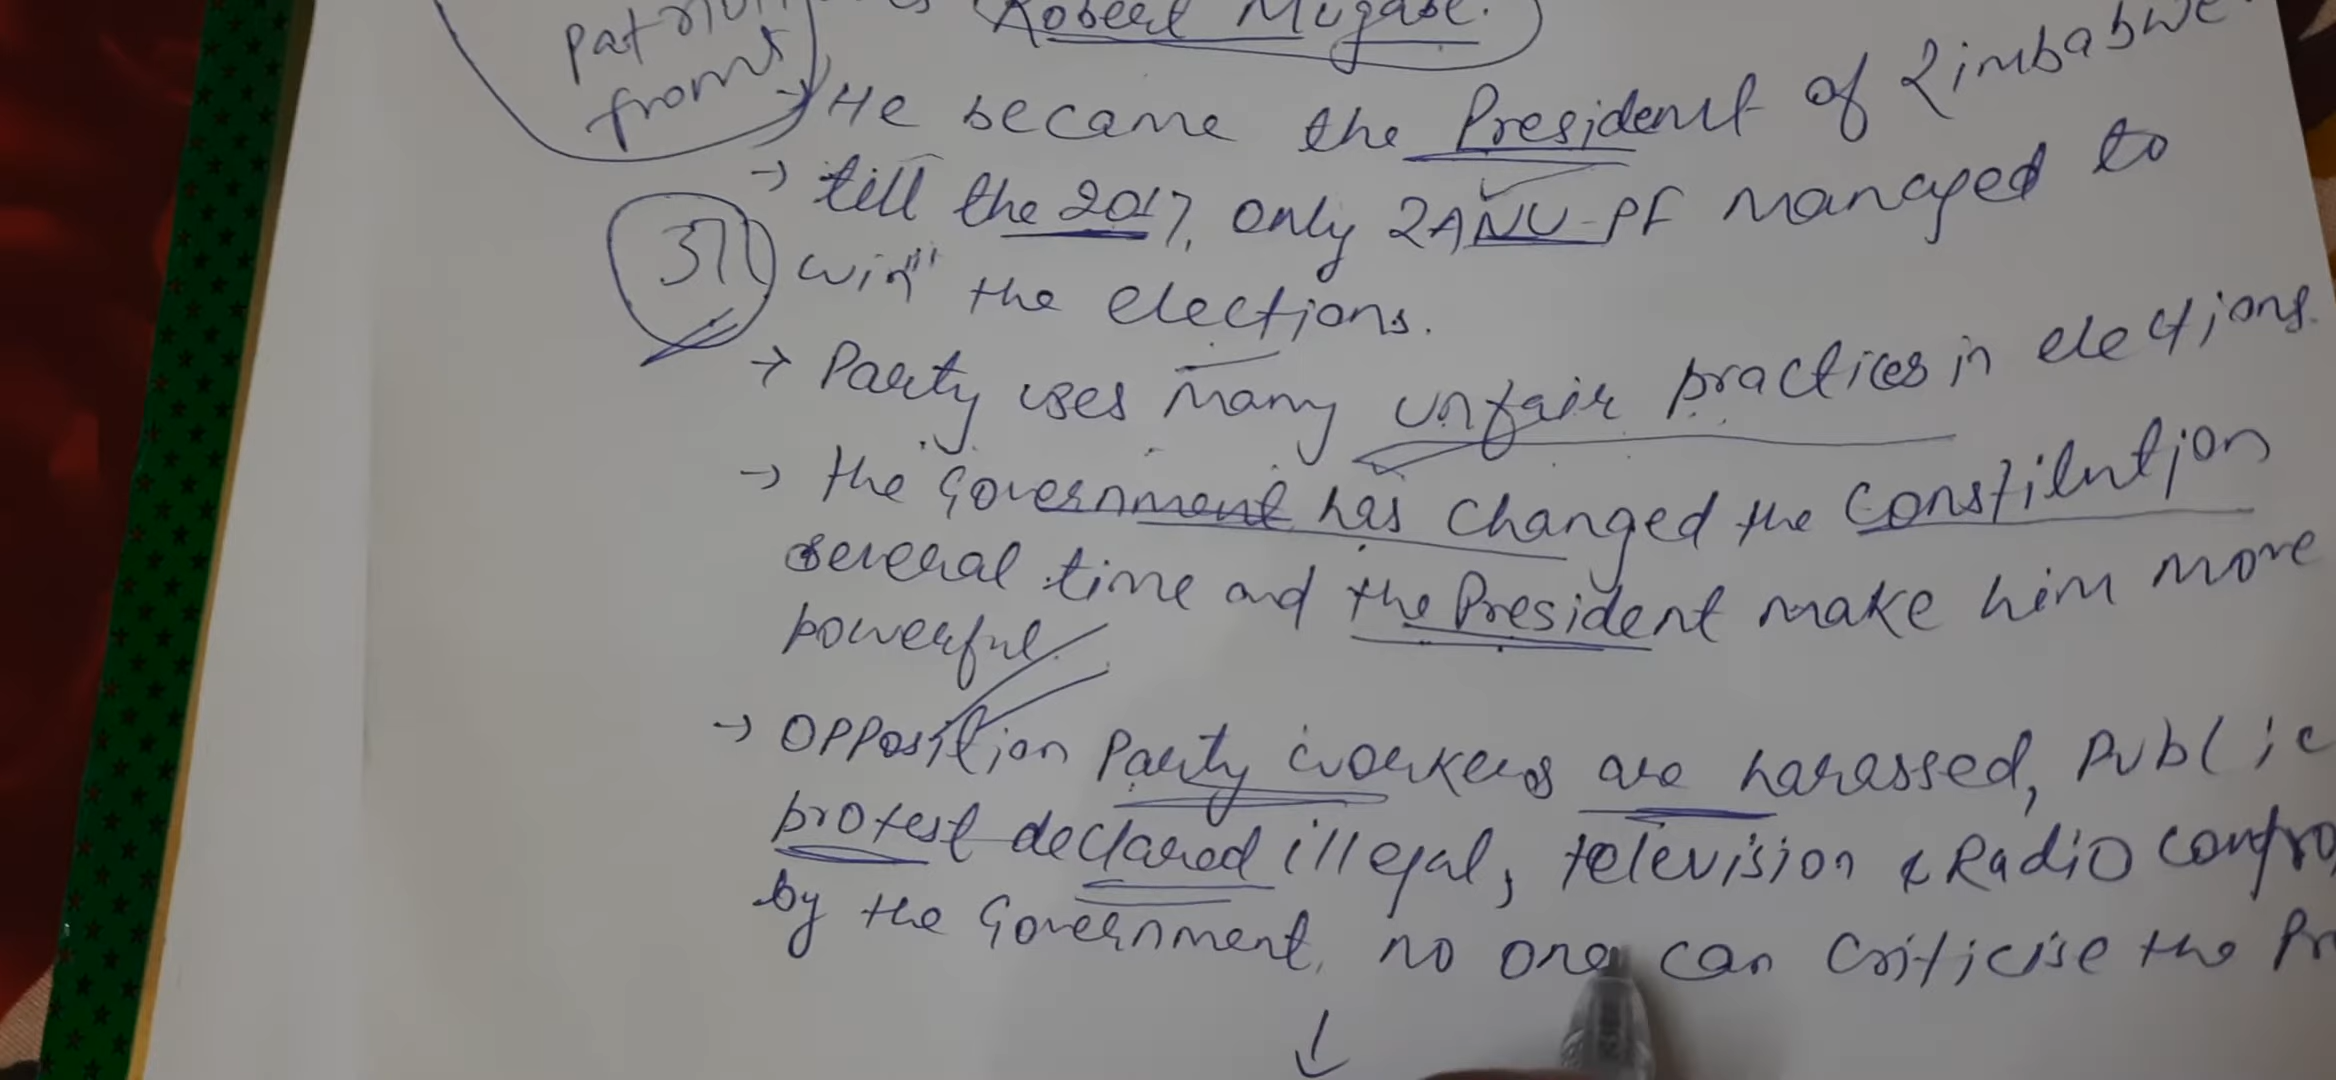 Robert Mugabe.
He became the President of Zimbabwe
→ till the 2017, only ZANU-PF managed to
win the elections.
→ Party uses many unfair practices in elections.
→ the Government has changed the constitution
several time and the President make him more
powerful.
→ Opposition Party workers are harassed, Public
protest declared illegal, television & Radio contro
by the Government, no one can criticise the Pr